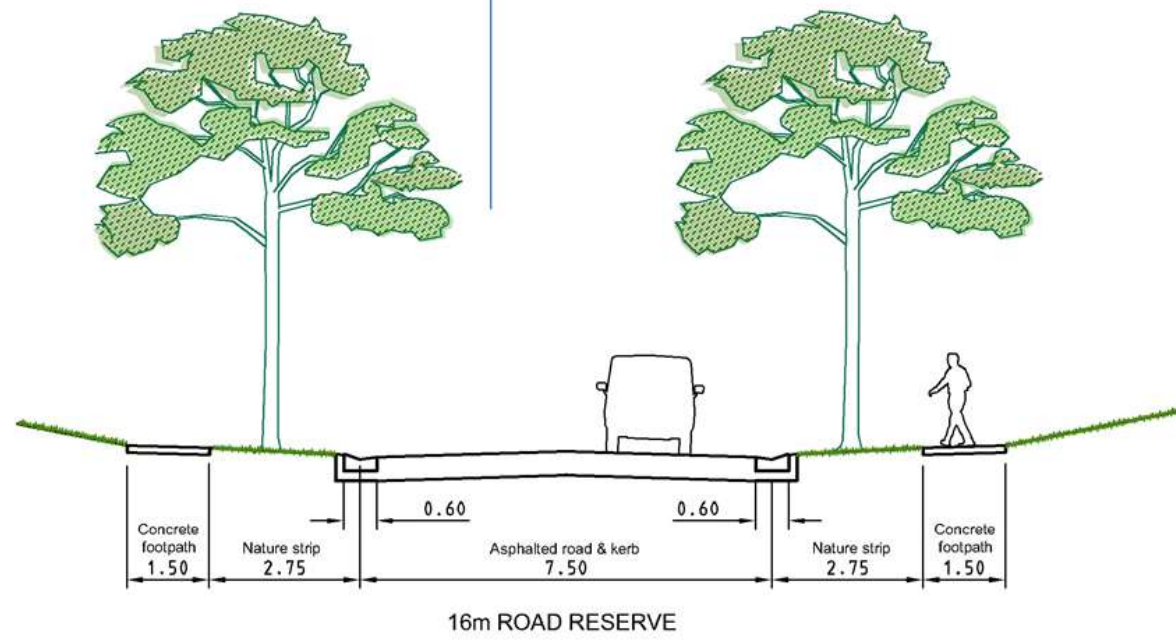 0.60
0.60
Concrete
footpath
1.50
Nature strip
2.75
Asphalted road & kerb
7.50
Nature strip
2.75
Concrete
footpath
1.50
16m ROAD RESERVE